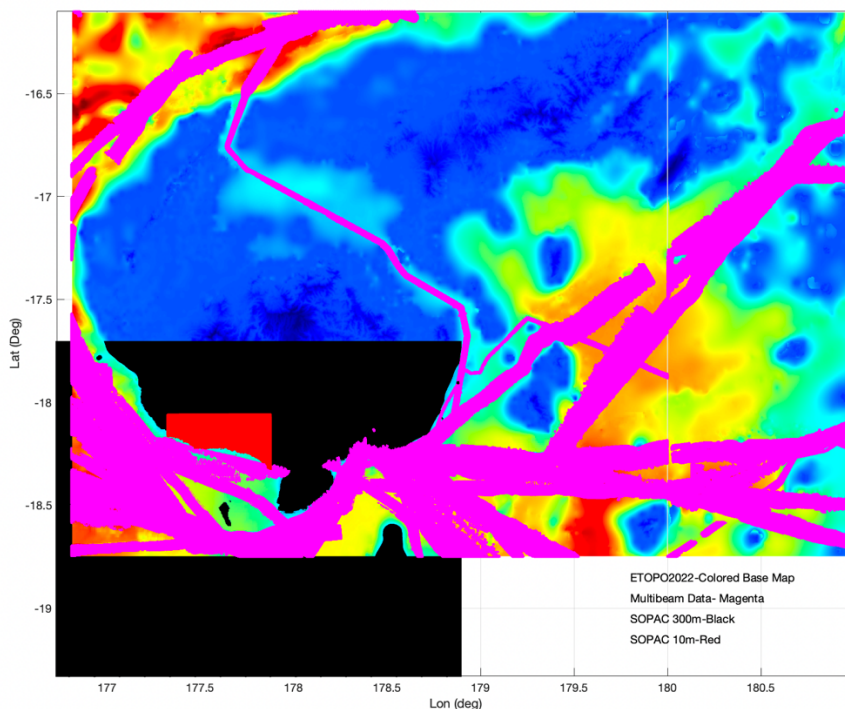 -16.5
-17
-17.5
-18
-18.5
-19
Lat (Deg)
ETOPO2022-Colored Base Map
Multibeam Data- Magenta
SOPAC 300m-Black
SOPAC 10m-Red
177
177.5
178
178.5
179
179.5
180
180.5
Lon (deg)